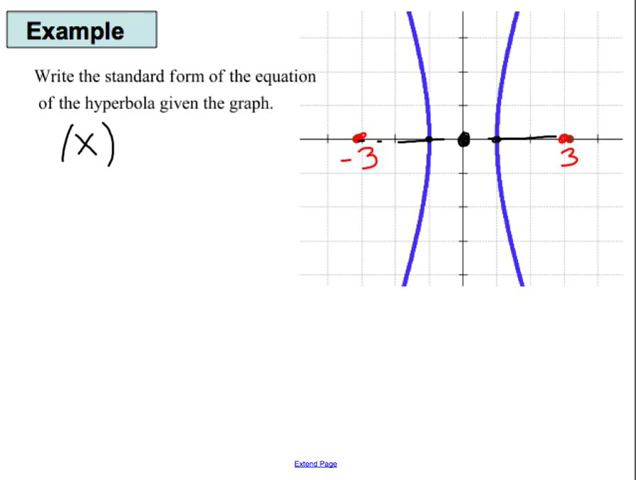 Example
Write the standard form of the equation
of the hyperbola given the graph.
(x)
-3
3
Extend Page